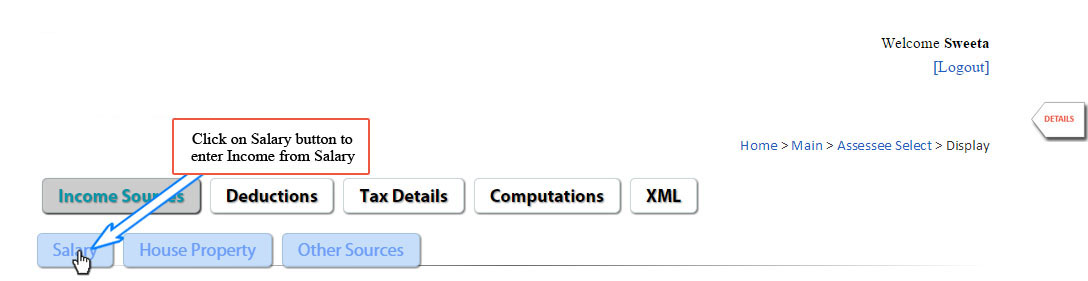 Welcome Sweeta
[Logout]
DETAILS
Click on Salary button to
enter Income from Salary
Home > Main > Assessee Select > Display
Income Sources Deductions Tax Details Computations XML
Salary House Property Other Sources